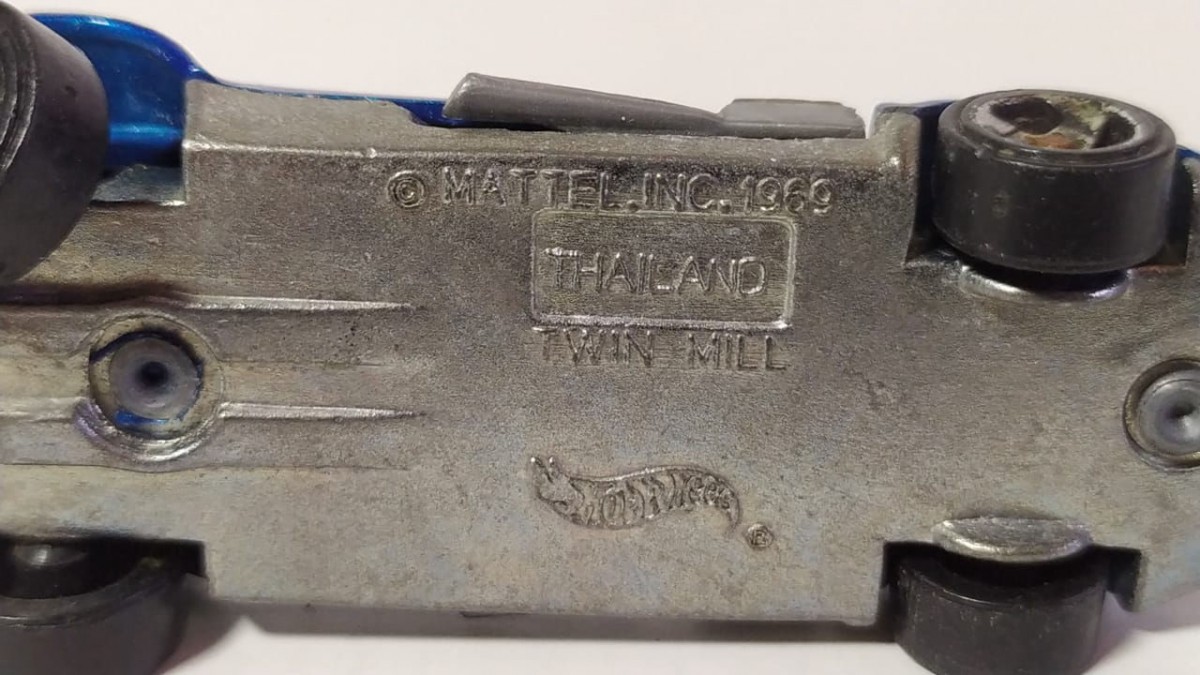 © MATTEL. INC. 1969
THAILAND
TWIN MILL
Hot Wheels ®